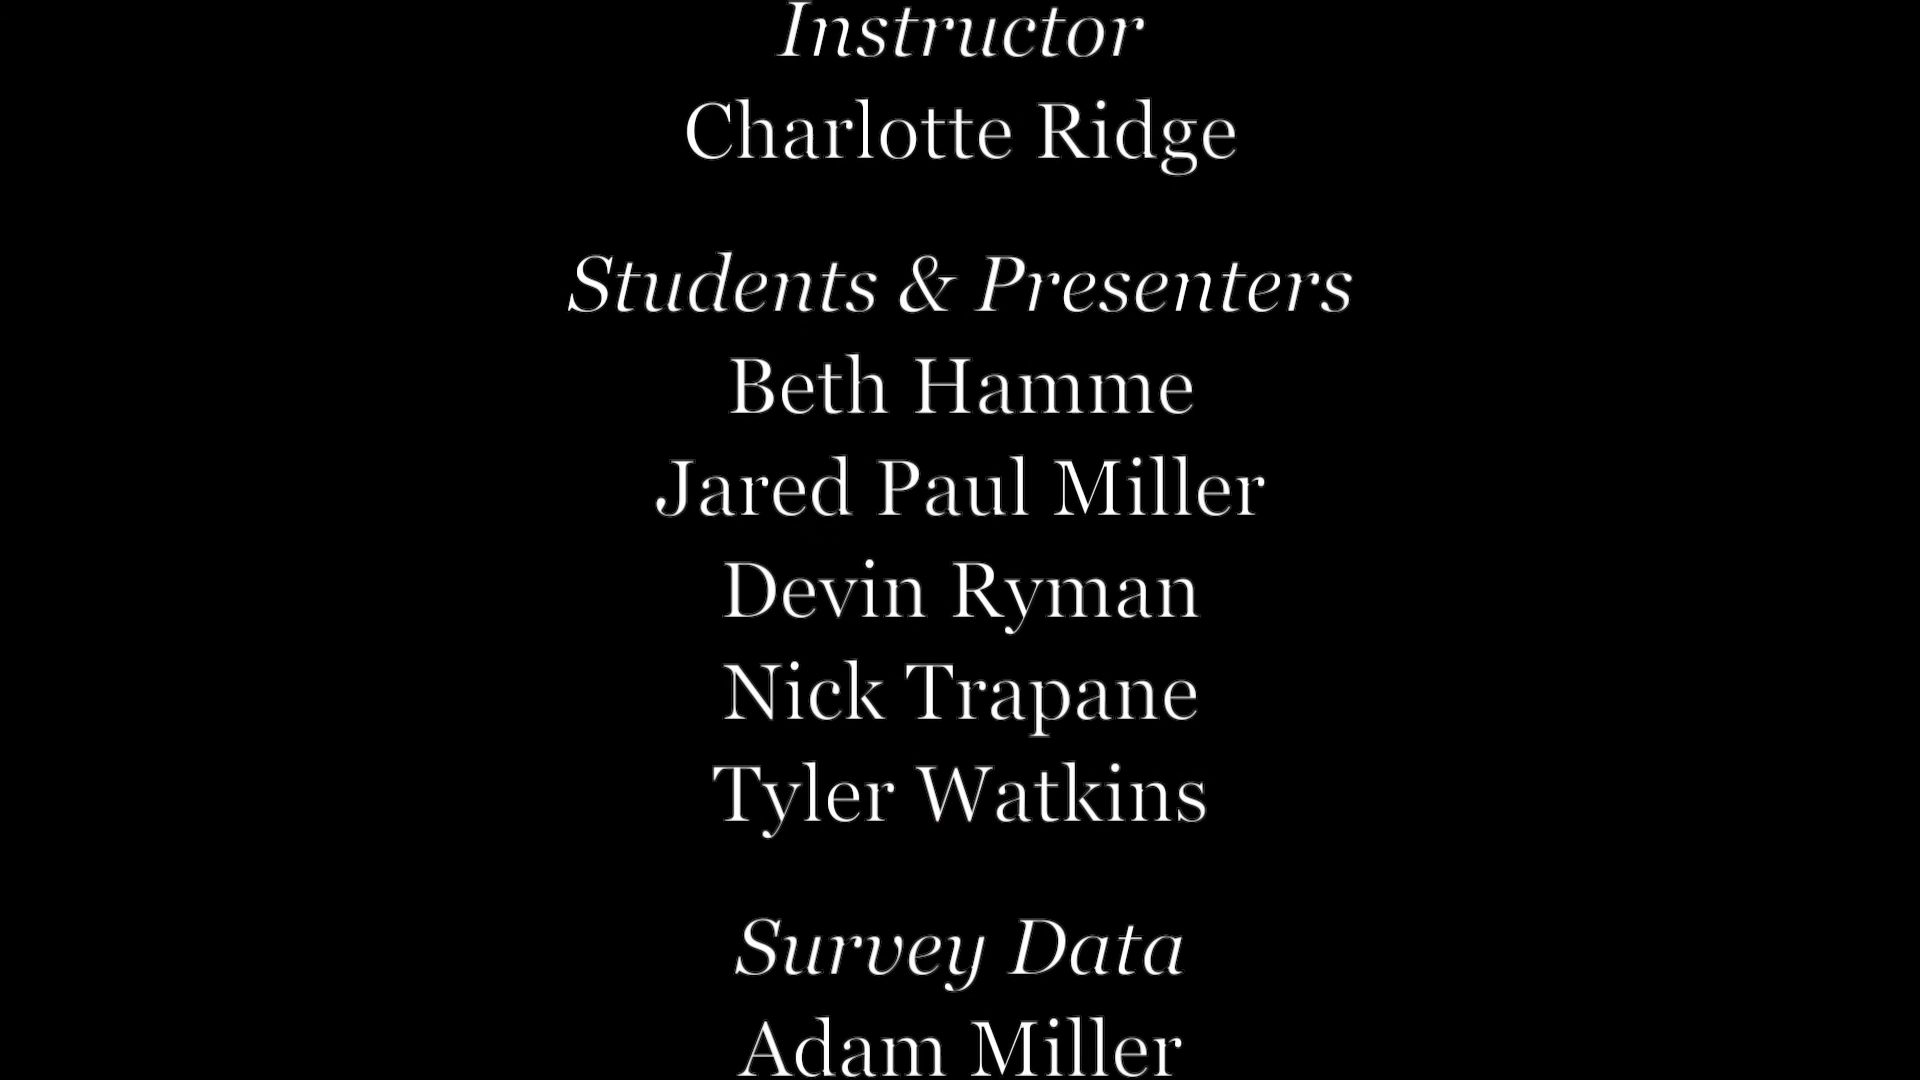 Instructor
Charlotte Ridge
Students & Presenters
Beth Hamme
Jared Paul Miller
Devin Ryman
Nick Trapane
Tyler Watkins
Survey Data
Adam Miller